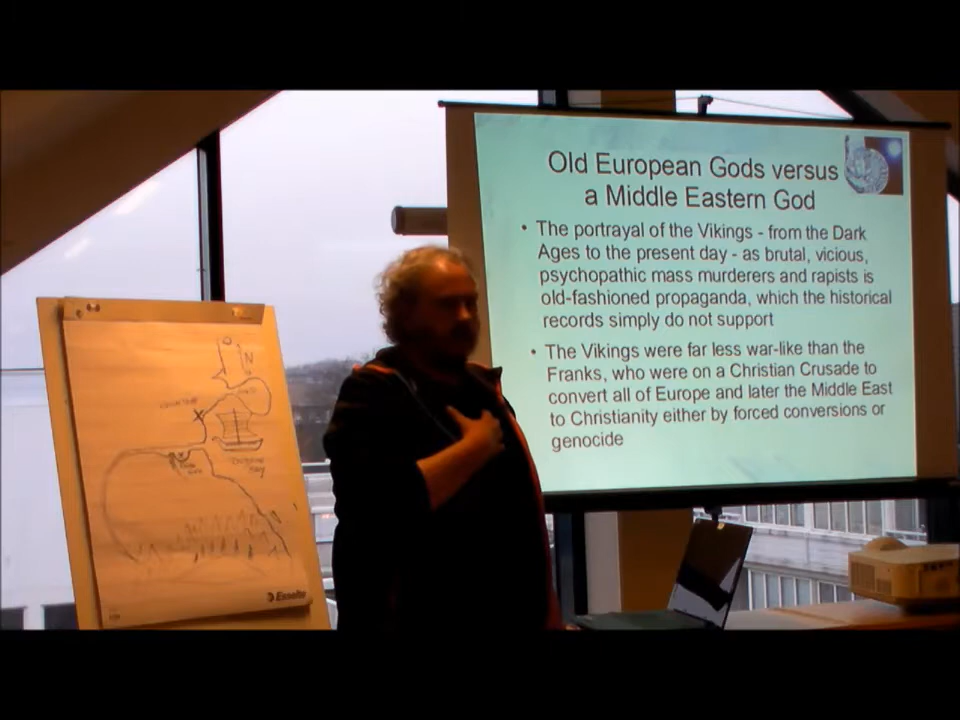 Old European Gods versus
a Middle Eastern God
• The portrayal of the Vikings - from the Dark
Ages to the present day - as brutal, vicious,
psychopathic mass murderers and rapists is
old-fashioned propaganda, which the historical
records simply do not support
• The Vikings were far less war-like than the
Franks, who were on a Christian Crusade to
convert all of Europe and later the Middle East
to Christianity either by forced conversions or
genocide
N
Esselte